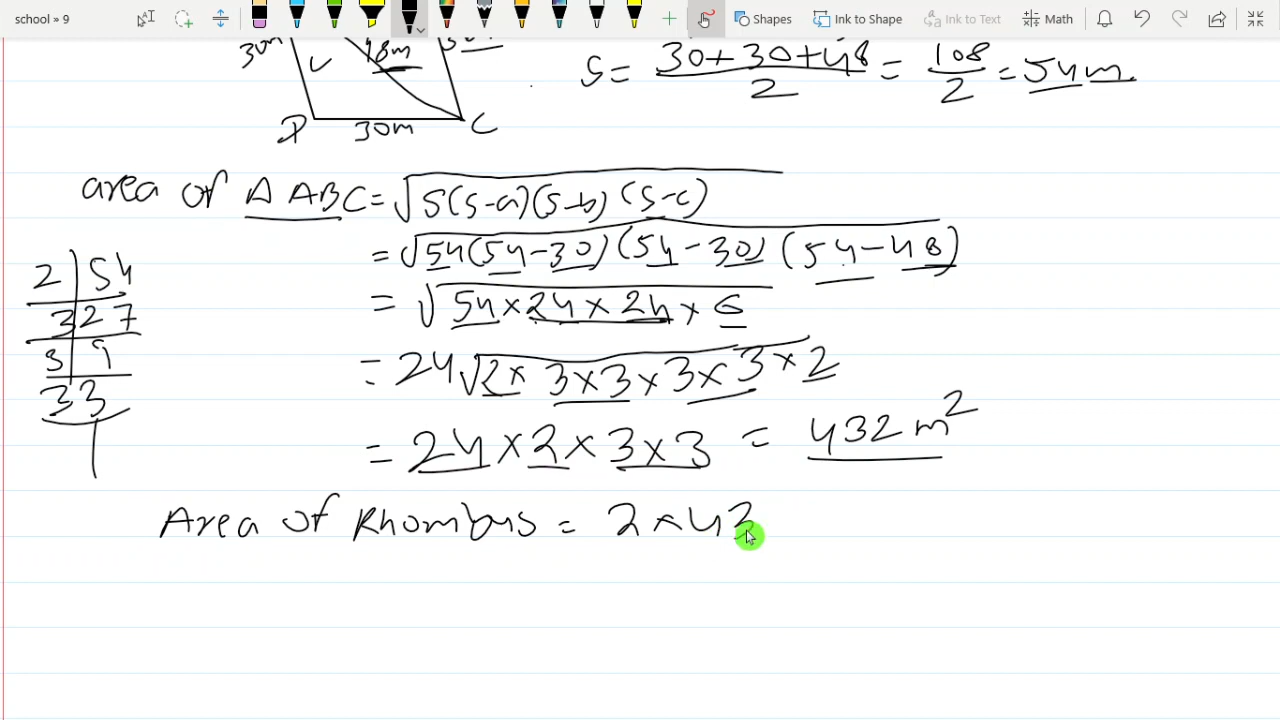 school » 9
Shapes Ink to Shape Ink to Text Math
30m 18m
S = 30+30+48/2 = 108/2 = 54m
D 30m C
area of Δ ABC = √S(s-a)(s-b)(s-c)
= √54(54-30)(54-30)(54-48)
= √54×24×24×6
= 24√2×3×3×3×3×2
= 24×2×3×3 = 432 m²
2 54
3 27
3 9
3 3
1
Area of Rhombus = 2×43